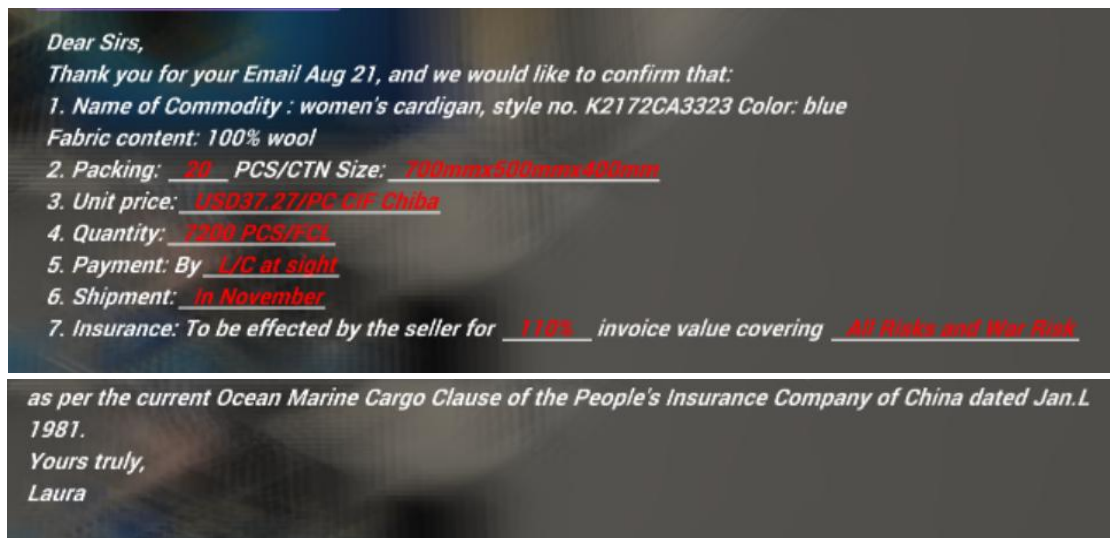 Dear Sirs,
Thank you for your Email Aug 21, and we would like to confirm that:
1. Name of Commodity : women's cardigan, style no. K2172CA3323 Color: blue
Fabric content: 100% wool
2. Packing: 20 PCS/CTN Size: 700mmx500mmx400mm
3. Unit price: USD37.27/PC CIF Chiba
4. Quantity: 7200 PCS/FCL
5. Payment: By L/C at sight
6. Shipment: in November
7. Insurance: To be effected by the seller for 110% invoice value covering All Risks and War Risk
as per the current Ocean Marine Cargo Clause of the People's Insurance Company of China dated Jan.L
1981.
Yours truly,
Laura